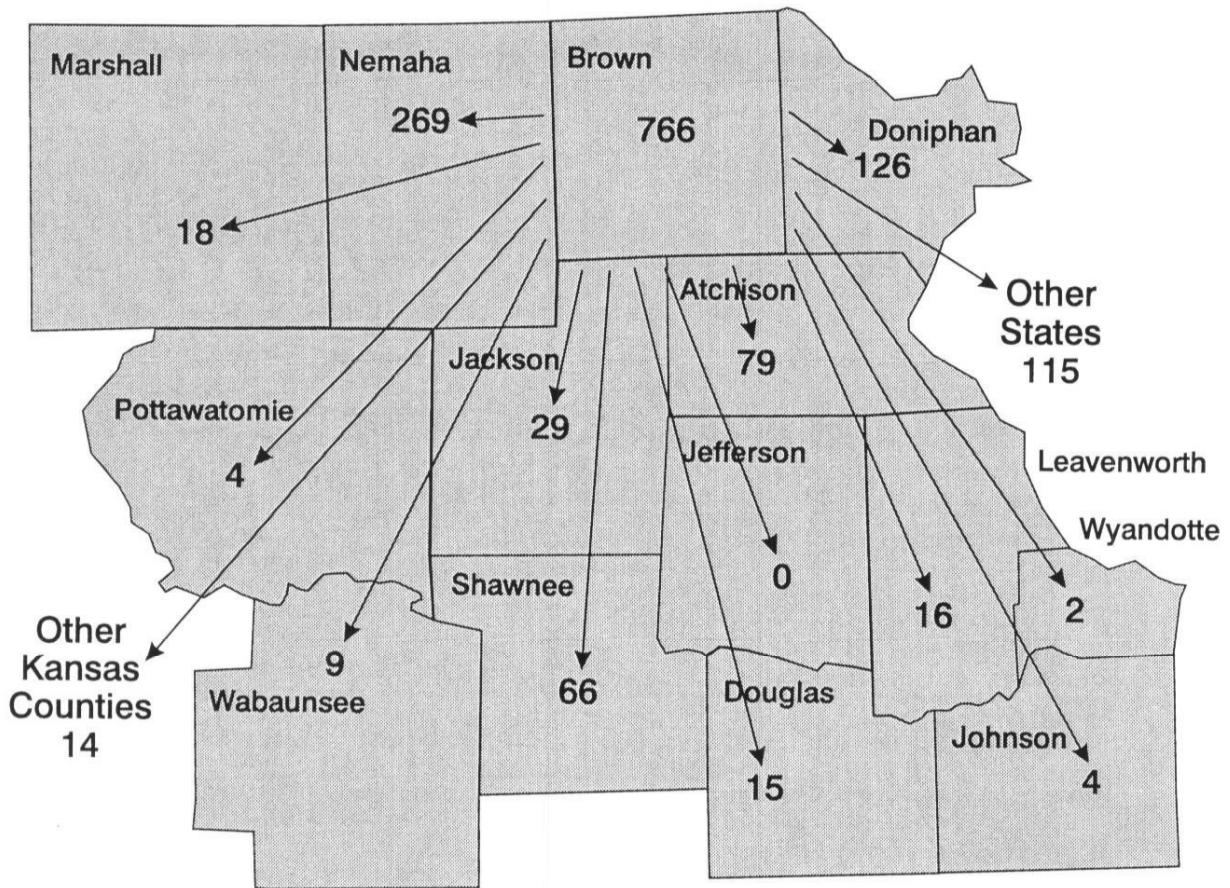 Marshall
Nemaha
Brown
269
766
Doniphan
126
18
Other
States
115
Atchison
79
Jackson
29
Pottawatomie
4
Jefferson
0
Leavenworth
Wyandotte
16
2
Shawnee
66
Other
Kansas
Counties
14
9
Wabaunsee
Douglas
15
Johnson
4